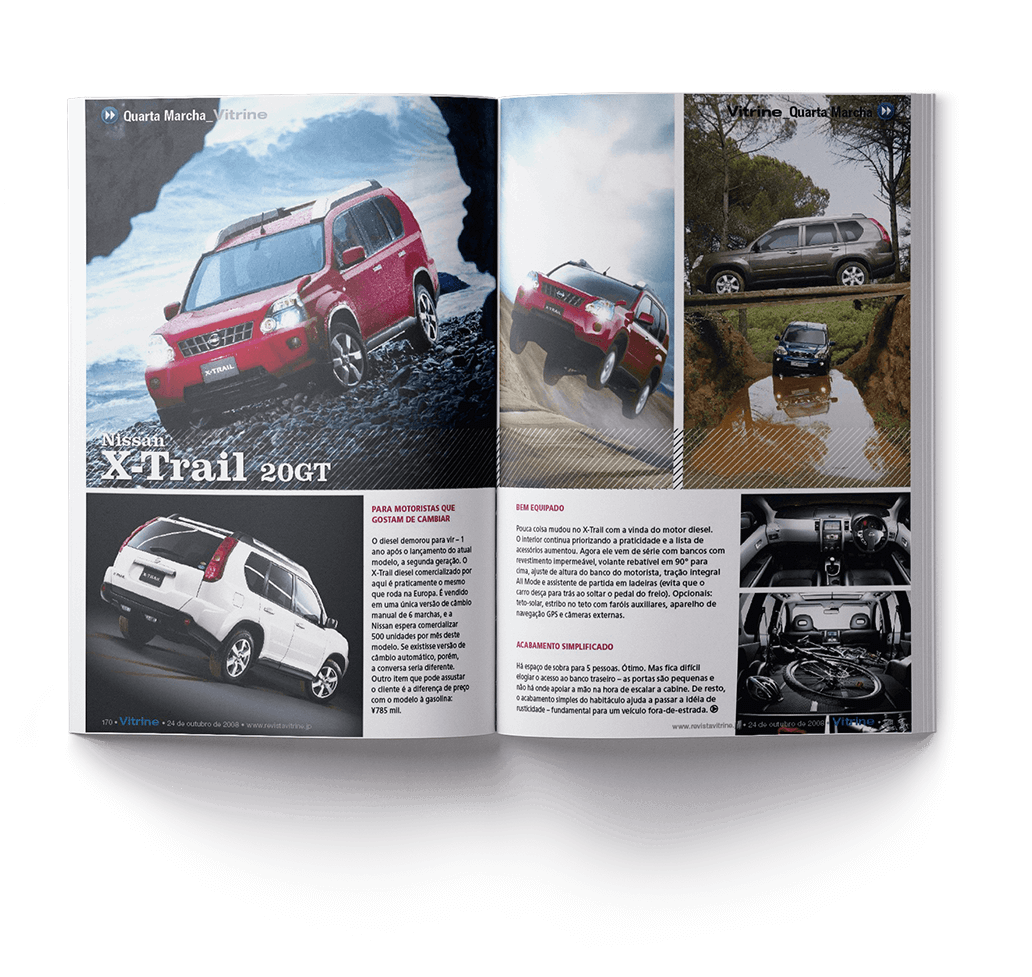 Quarta Marcha_Vitrine
Vitrine_Quarta Marcha
X-TRAIL
X-TRAIL
Nissan
X-Trail 20GT
X-TRAIL
PARA MOTORISTAS QUE
GOSTAM DE CAMBIAR
O diesel demorou para vir – 1
ano após o lançamento do atual
modelo, a segunda geração. O
X-Trail diesel comercializado por
aqui é praticamente o mesmo
que roda na Europa. É vendido
em uma única versão de câmbio
manual de 6 marchas, e a
Nissan espera comercializar
500 unidades por mês deste
modelo. Se existisse versão de
câmbio automático, porém,
a conversa seria diferente.
Outro item que pode assustar
o cliente é a diferença de preço
com o modelo à gasolina:
¥785 mil.
170 • Vitrine • 24 de outubro de 2008 • www.revistavitrine.jp
BEM EQUIPADO
Pouca coisa mudou no X-Trail com a vinda do motor diesel.
O interior continua priorizando a praticidade e a lista de
acessórios aumentou. Agora ele vem de série com bancos com
revestimento impermeável, volante rebatível em 90° para
cima, ajuste de altura do banco do motorista, tração integral
All Mode e assistente de partida em ladeiras (evita que o
carro desça para trás ao soltar o pedal do freio). Opcionais:
teto-solar, estribo no teto com faróis auxiliares, aparelho de
navegação GPS e câmeras externas.
ACABAMENTO SIMPLIFICADO
Há espaço de sobra para 5 pessoas. Ótimo. Mas fica difícil
elogiar o acesso ao banco traseiro – as portas são pequenas e
não há onde apoiar a mão na hora de escalar a cabine. De resto,
o acabamento simples do habitáculo ajuda a passar a idéia de
rusticidade – fundamental para um veículo fora-de-estrada.
www.revistavitrine. • 24 de outubro de 2008 • Vitrine •